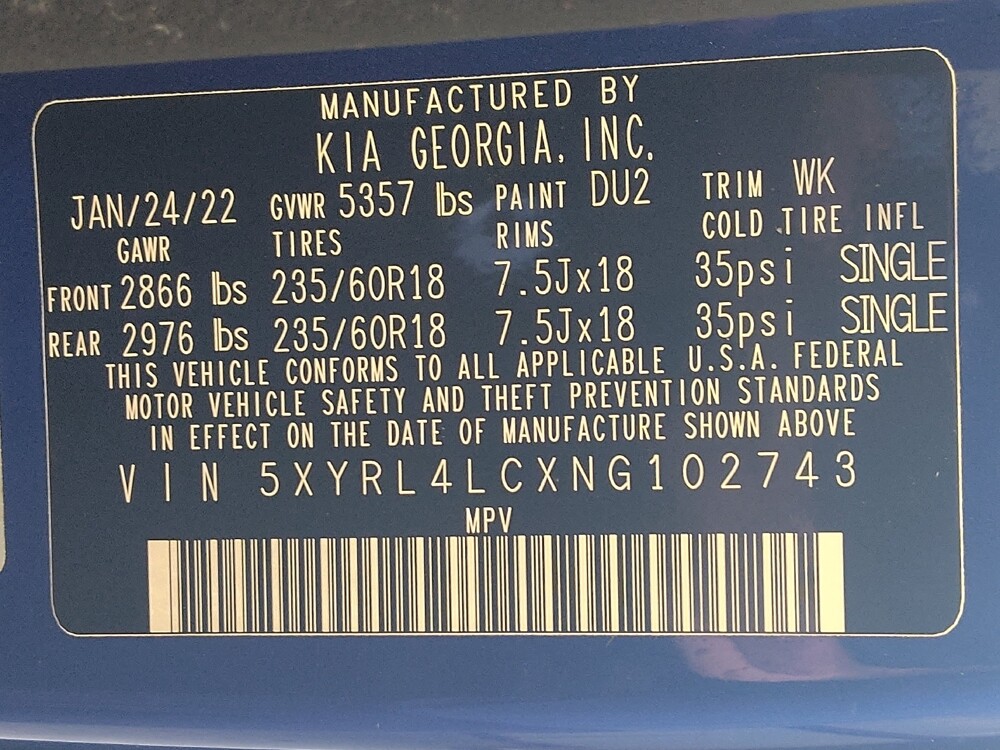 MANUFACTURED BY
KIA GEORGIA, INC.
JAN/24/22 GVWR 5357 lbs PAINT DU2 TRIM WK
GAWR TIRES RIMS COLD TIRE INFL
FRONT 2866 lbs 235/60R18 7.5Jx18 35psi SINGLE
REAR 2976 lbs 235/60R18 7.5Jx18 35psi SINGLE
THIS VEHICLE CONFORMS TO ALL APPLICABLE U.S.A. FEDERAL
MOTOR VEHICLE SAFETY AND THEFT PREVENTION STANDARDS
IN EFFECT ON THE DATE OF MANUFACTURE SHOWN ABOVE
VIN 5XYRL4LCXNG102743
MPV